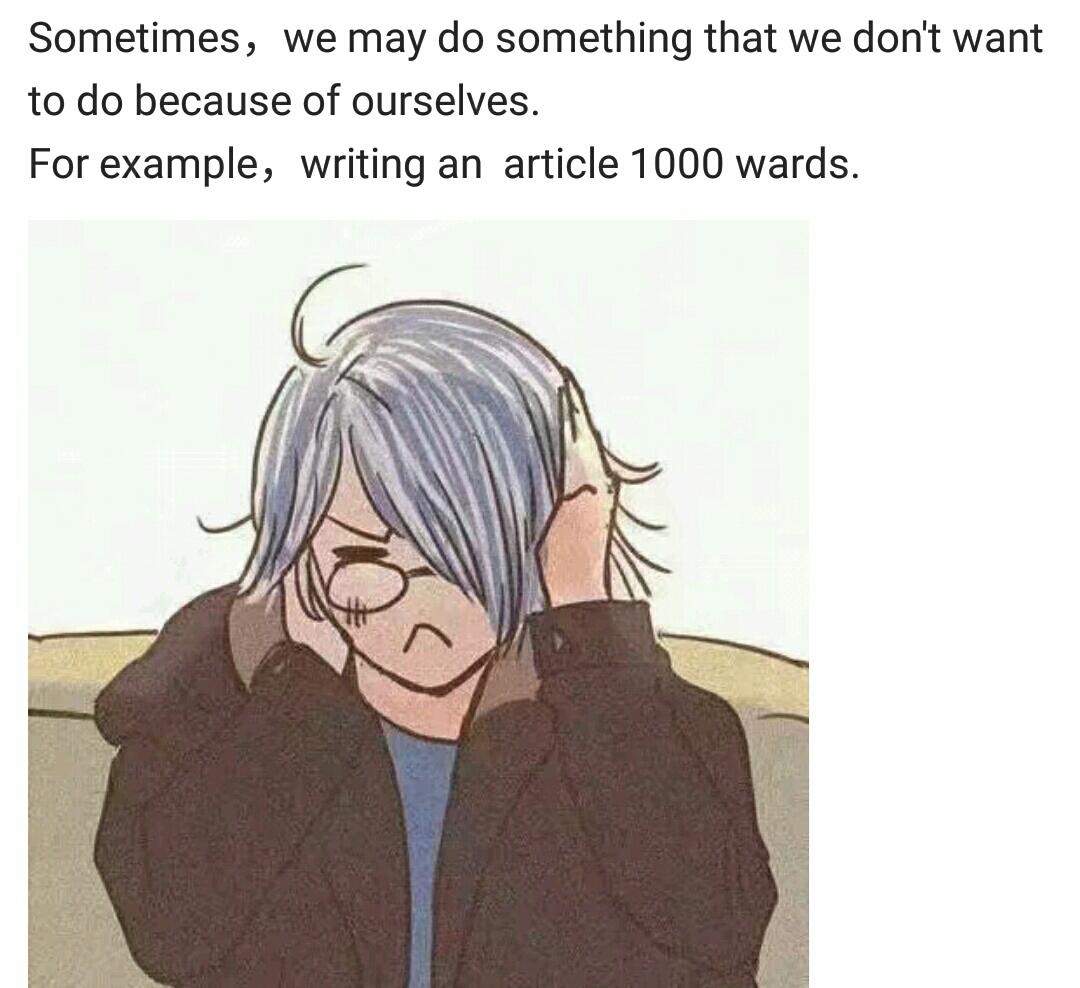 Sometimes，we may do something that we don't want
to do because of ourselves.
For example，writing an  article 1000 wards.